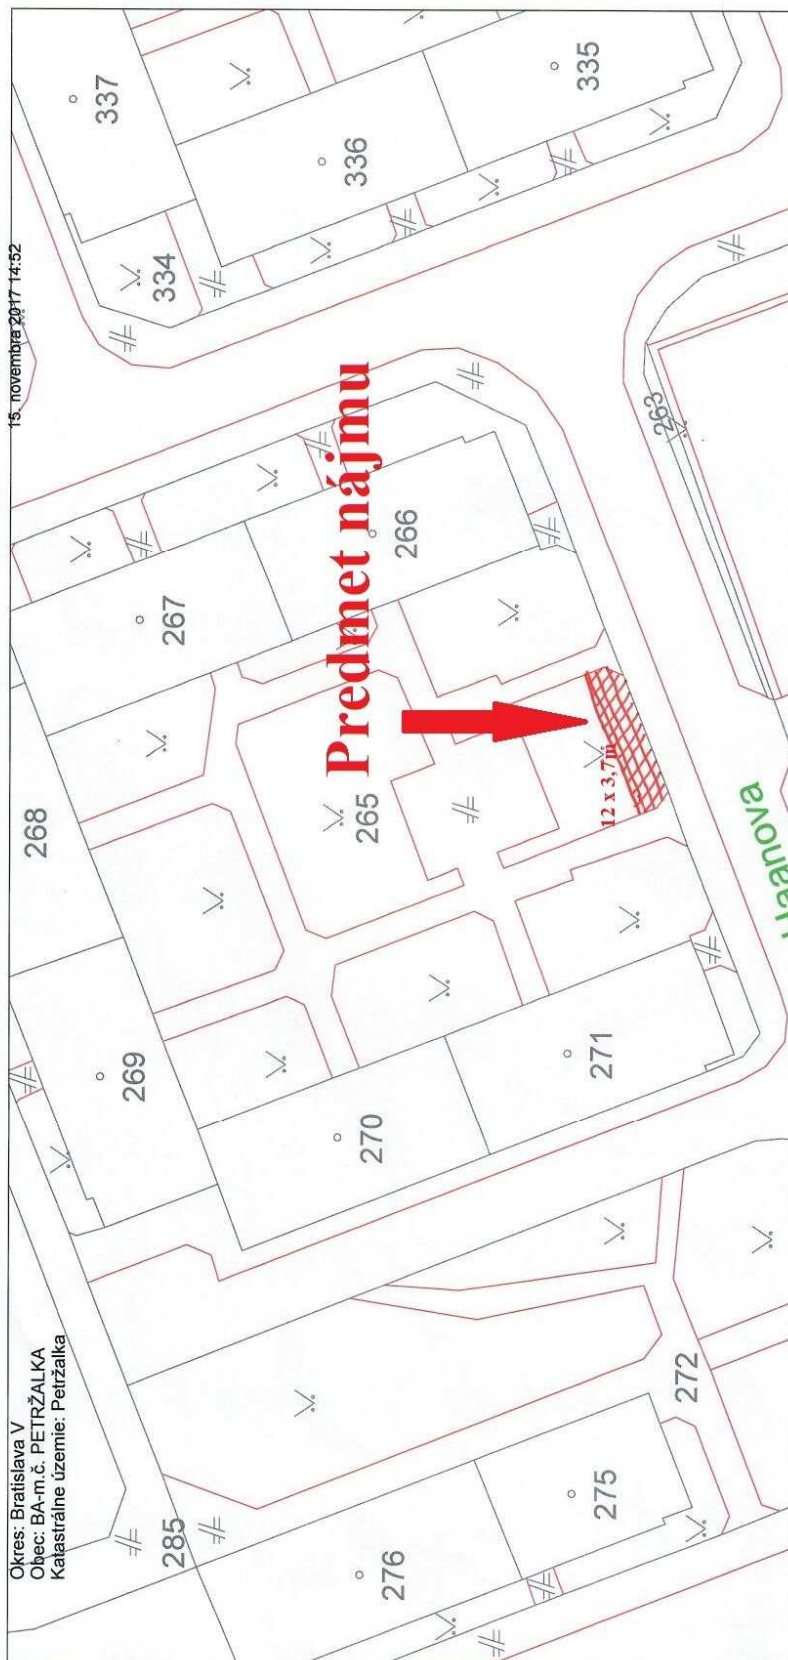 Okres: Bratislava V
Obec: BA-m.č. PETRŽALKA
Katastrálne územie: Petržalka
15. novembra 2017 14:52
337
335
336
334
263
Predmet nájmu
266
267
268
265
12 x 3,7m
269
271
270
272
285
275
276